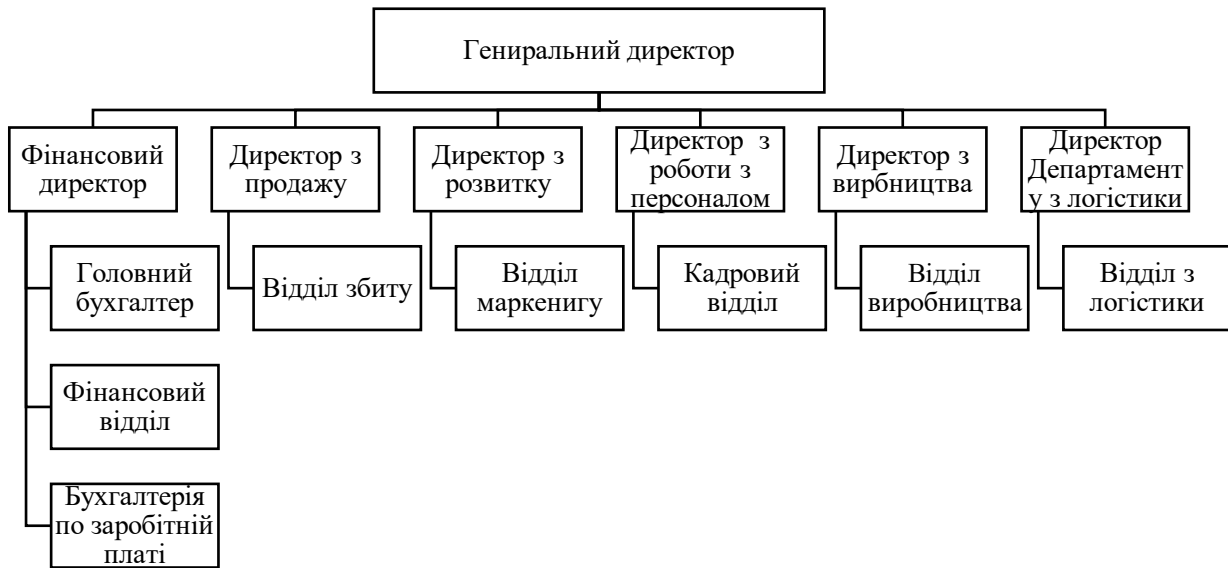 Гениральний директор
Фінансовий
директор
Директор з
продажу
Директор з
розвитку
Директор з
роботи з
персоналом
Директор з
вирбництва
Директор
Департамент
у з логістики
Головний
бухгалтер
Відділ збиту
Відділ
маркенигу
Кадровий
відділ
Відділ
виробництва
Відділ з
логістики
Фінансовий
відділ
Бухгалтерія
по заробітній
платі